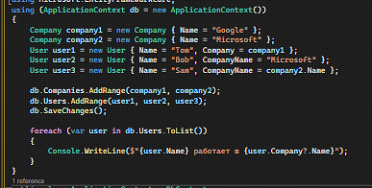 using Microsoft.EntityFrameworkCore;
using (ApplicationContext db = new ApplicationContext())
{
Company company1 = new Company { Name = "Google" };
Company company2 = new Company { Name = "Microsoft" };
User user1 = new User { Name = "Tom", Company = company1 };
User user2 = new User { Name = "Bob", CompanyName = "Microsoft" };
User user3 = new User { Name = "Sam", CompanyName = company2.Name };
db.Companies.AddRange(company1, company2);
db.Users.AddRange(user1, user2, user3);
db.SaveChanges();
foreach (var user in db.Users.ToList())
{
Console.WriteLine($"{user.Name} работает в {user.Company?.Name}");
}
}
1 reference